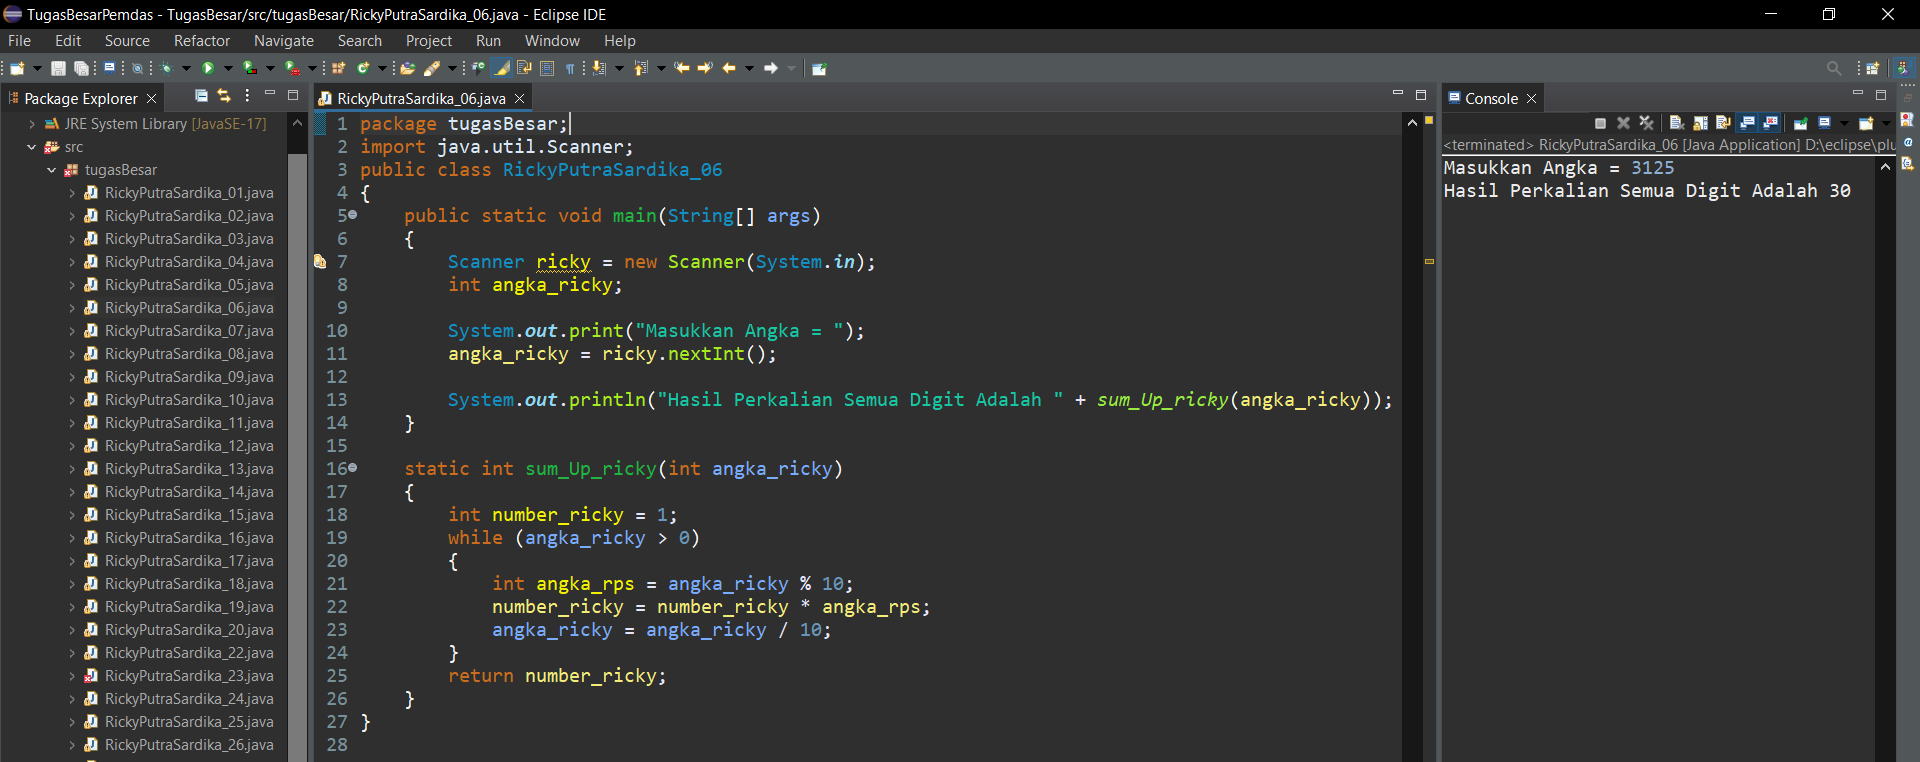 TugasBesarPemdas - TugasBesar/src/tugasBesar/RickyPutraSardika_06.java - Eclipse IDE
File Edit Source Refactor Navigate Search Project Run Window Help
Package Explorer
JRE System Library [JavaSE-17]
src
tugasBesar
RickyPutraSardika_01.java
RickyPutraSardika_02.java
RickyPutraSardika_03.java
RickyPutraSardika_04.java
RickyPutraSardika_05.java
RickyPutraSardika_06.java
RickyPutraSardika_07.java
RickyPutraSardika_08.java
RickyPutraSardika_09.java
RickyPutraSardika_10.java
RickyPutraSardika_11.java
RickyPutraSardika_12.java
RickyPutraSardika_13.java
RickyPutraSardika_14.java
RickyPutraSardika_15.java
RickyPutraSardika_16.java
RickyPutraSardika_17.java
RickyPutraSardika_18.java
RickyPutraSardika_19.java
RickyPutraSardika_20.java
RickyPutraSardika_22.java
RickyPutraSardika_23.java
RickyPutraSardika_24.java
RickyPutraSardika_25.java
RickyPutraSardika_26.java
RickyPutraSardika_06.java
1 package tugasBesar;
2 import java.util.Scanner;
3 public class RickyPutraSardika_06
4 {
5     public static void main(String[] args)
6     {
7         Scanner ricky = new Scanner(System.in);
8         int angka_ricky;
9
10         System.out.print("Masukkan Angka = ");
11         angka_ricky = ricky.nextInt();
12
13         System.out.println("Hasil Perkalian Semua Digit Adalah " + sum_Up_ricky(angka_ricky));
14     }
15
16     static int sum_Up_ricky(int angka_ricky)
17     {
18         int number_ricky = 1;
19         while (angka_ricky > 0)
20         {
21             int angka_rps = angka_ricky % 10;
22             number_ricky = number_ricky * angka_rps;
23             angka_ricky = angka_ricky / 10;
24         }
25         return number_ricky;
26     }
27 }
28
Console
<terminated> RickyPutraSardika_06 [Java Application] D:\eclipse\plu
Masukkan Angka = 3125
Hasil Perkalian Semua Digit Adalah 30